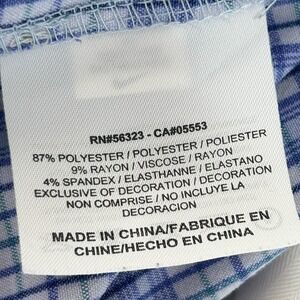 RN#56323 - CA#05553
87% POLYESTER / POLYESTER / POLIESTER
9% RAYON / VISCOSE / RAYON
4% SPANDEX / ELASTHANNE / ELASTANO
EXCLUSIVE OF DECORATION / DECORATION
NON COMPRISE / NO INCLUYE LA
DECORACION
MADE IN CHINA/FABRIQUE EN
CHINE/HECHO EN CHINA